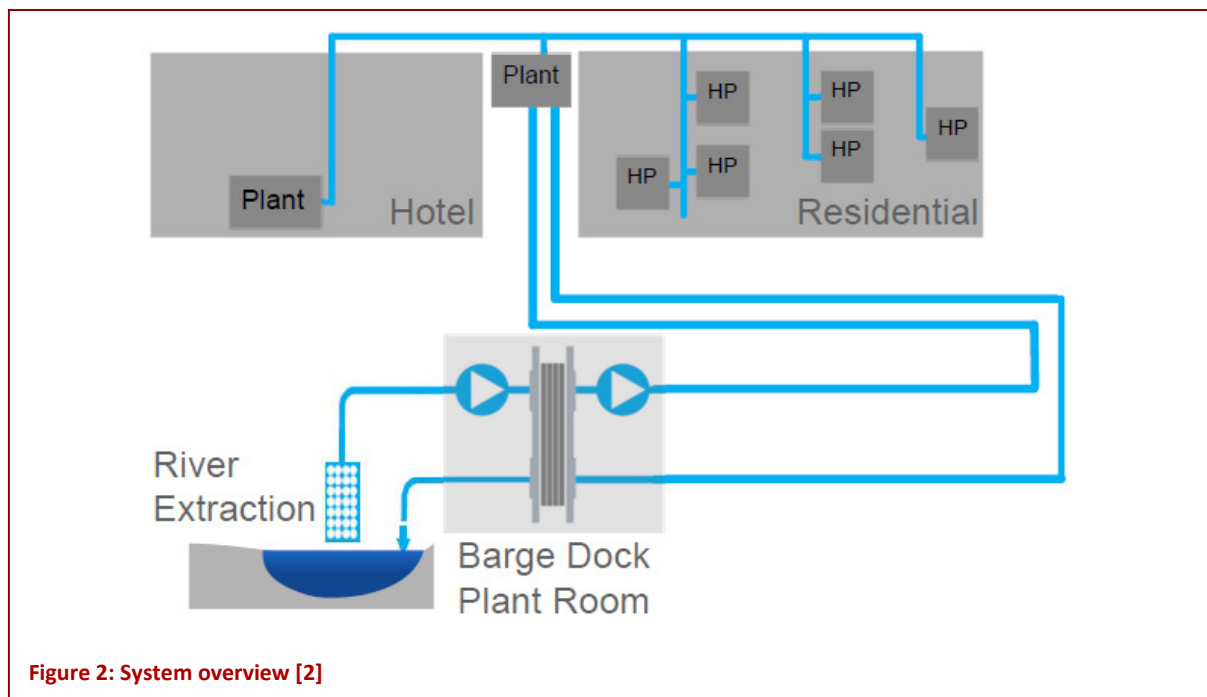 Plant
HP
HP
HP
HP
HP
HP
Plant
Hotel
Residential
River
Extraction
Barge Dock
Plant Room
Figure 2: System overview [2]